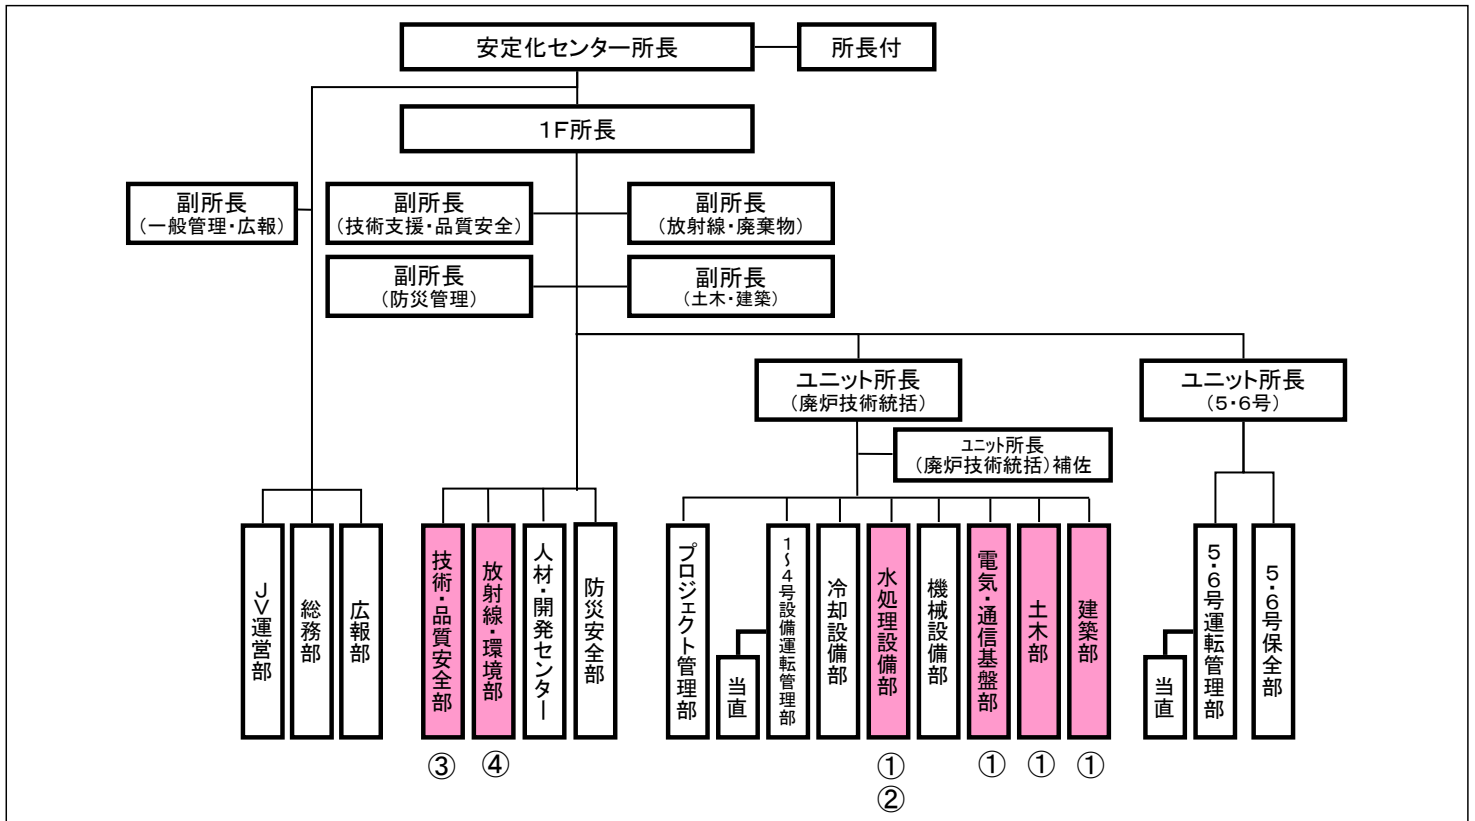 安定化センター所長
所長付
1F所長
副所長
（一般管理・広報）
副所長
（技術支援・品質安全）
副所長
（放射線・廃棄物）
副所長
（防災管理）
副所長
（土木・建築）
ユニット所長
（廃炉技術統括）
ユニット所長
（5・6号）
ユニット所長
（廃炉技術統括）補佐
JV運営部
総務部
広報部
技術・品質安全部
放射線・環境部
人材・開発センター
防災安全部
プロジェクト管理部
当直
1～4号設備運転管理部
冷却設備部
水処理設備部
機械設備部
電気・通信基盤部
土木部
建築部
当直
5・6号運転管理部
5・6号保全部
③
④
①
②
①
①
①